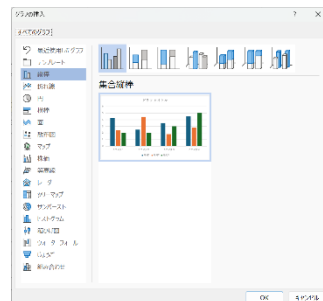 グラフの挿入
すべてのグラフ
最近使用したグラフ
テンプレート
縦棒
折れ線
円
横棒
面
散布図
マップ
株価
等高線
レーダー
ツリーマップ
サンバースト
ヒストグラム
箱ひげ図
ウォーターフォール
じょうご
組み合わせ
集合縦棒
OK
キャンセル